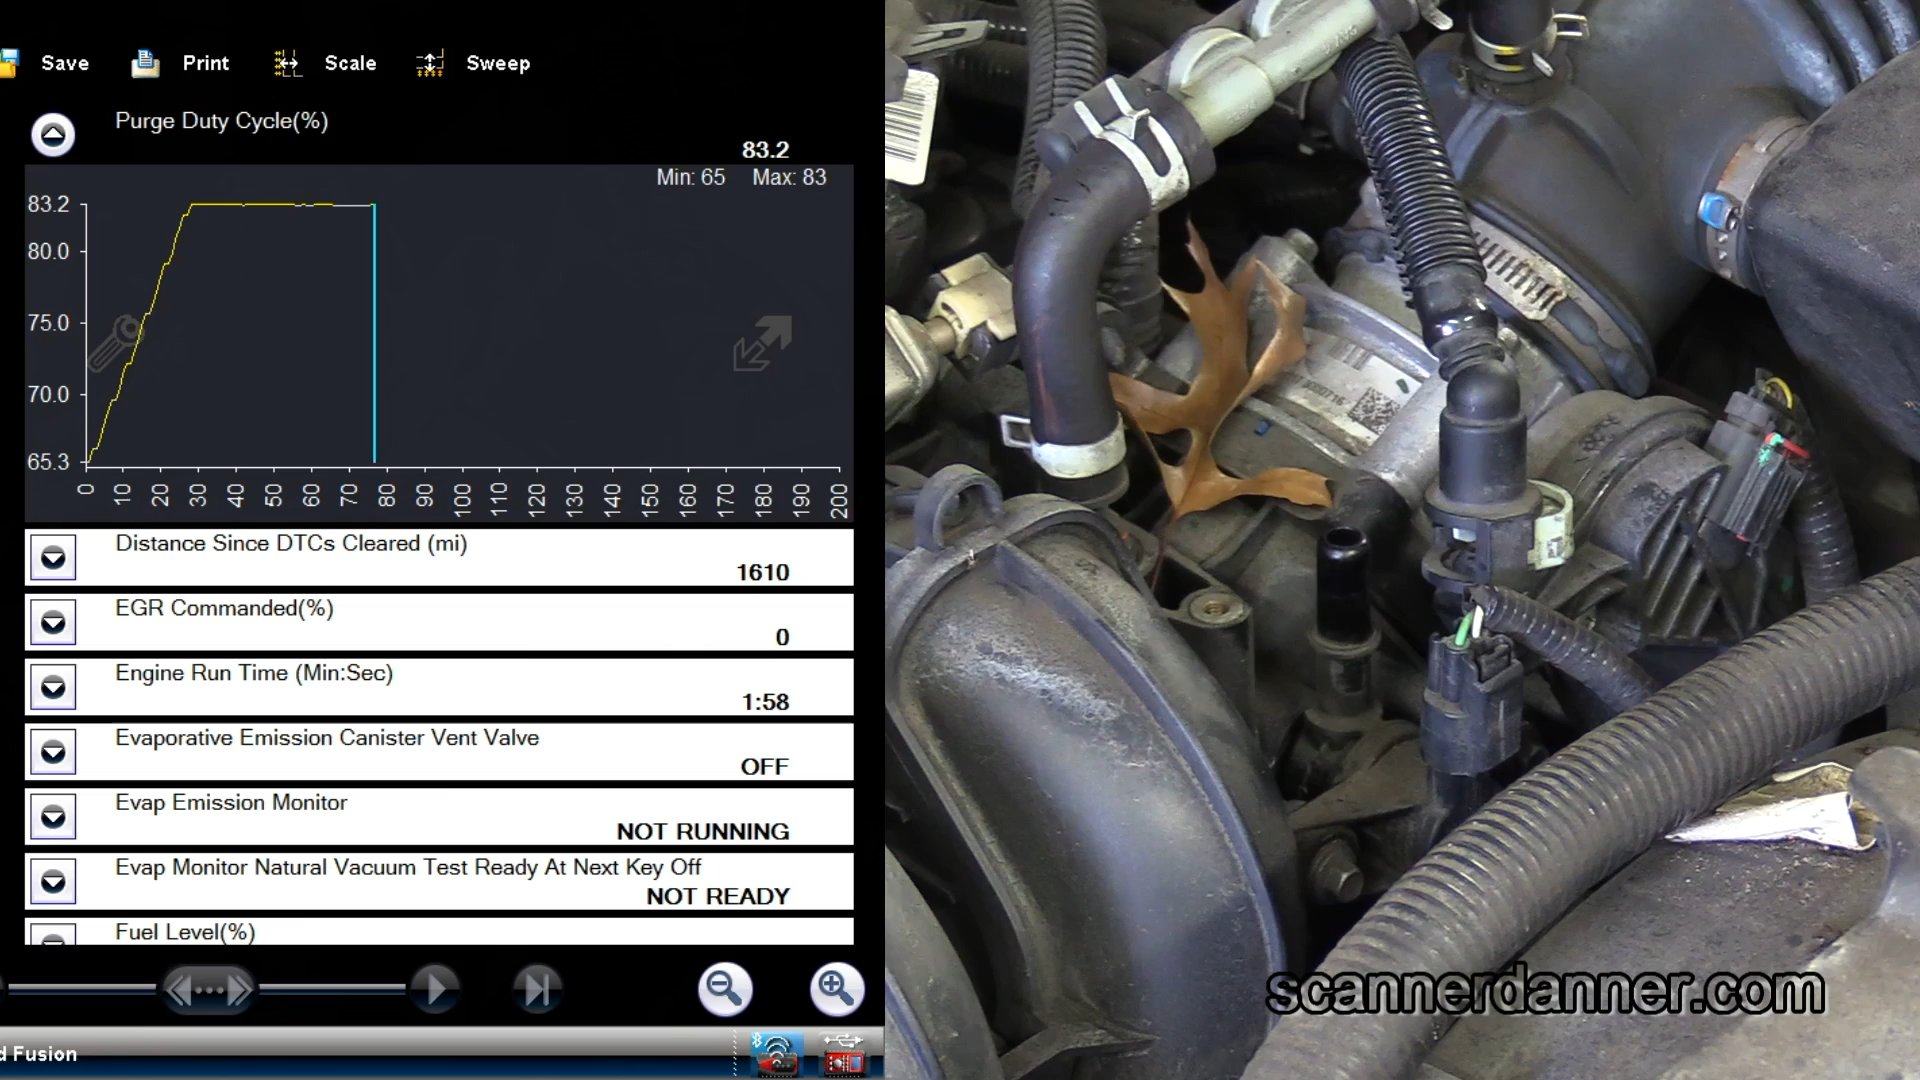 Save Print Scale Sweep
Purge Duty Cycle(%)
83.2
Min: 65 Max: 83
83.2
80.0
75.0
70.0
65.3
0 10 20 30 40 50 60 70 80 90 100 110 120 130 140 150 160 170 180 190 200
Distance Since DTCs Cleared (mi)
1610
EGR Commanded(%)
0
Engine Run Time (Min:Sec)
1:58
Evaporative Emission Canister Vent Valve
OFF
Evap Emission Monitor
NOT RUNNING
Evap Monitor Natural Vacuum Test Ready At Next Key Off
NOT READY
Fuel Level(%)
d Fusion
scannerdanner.com